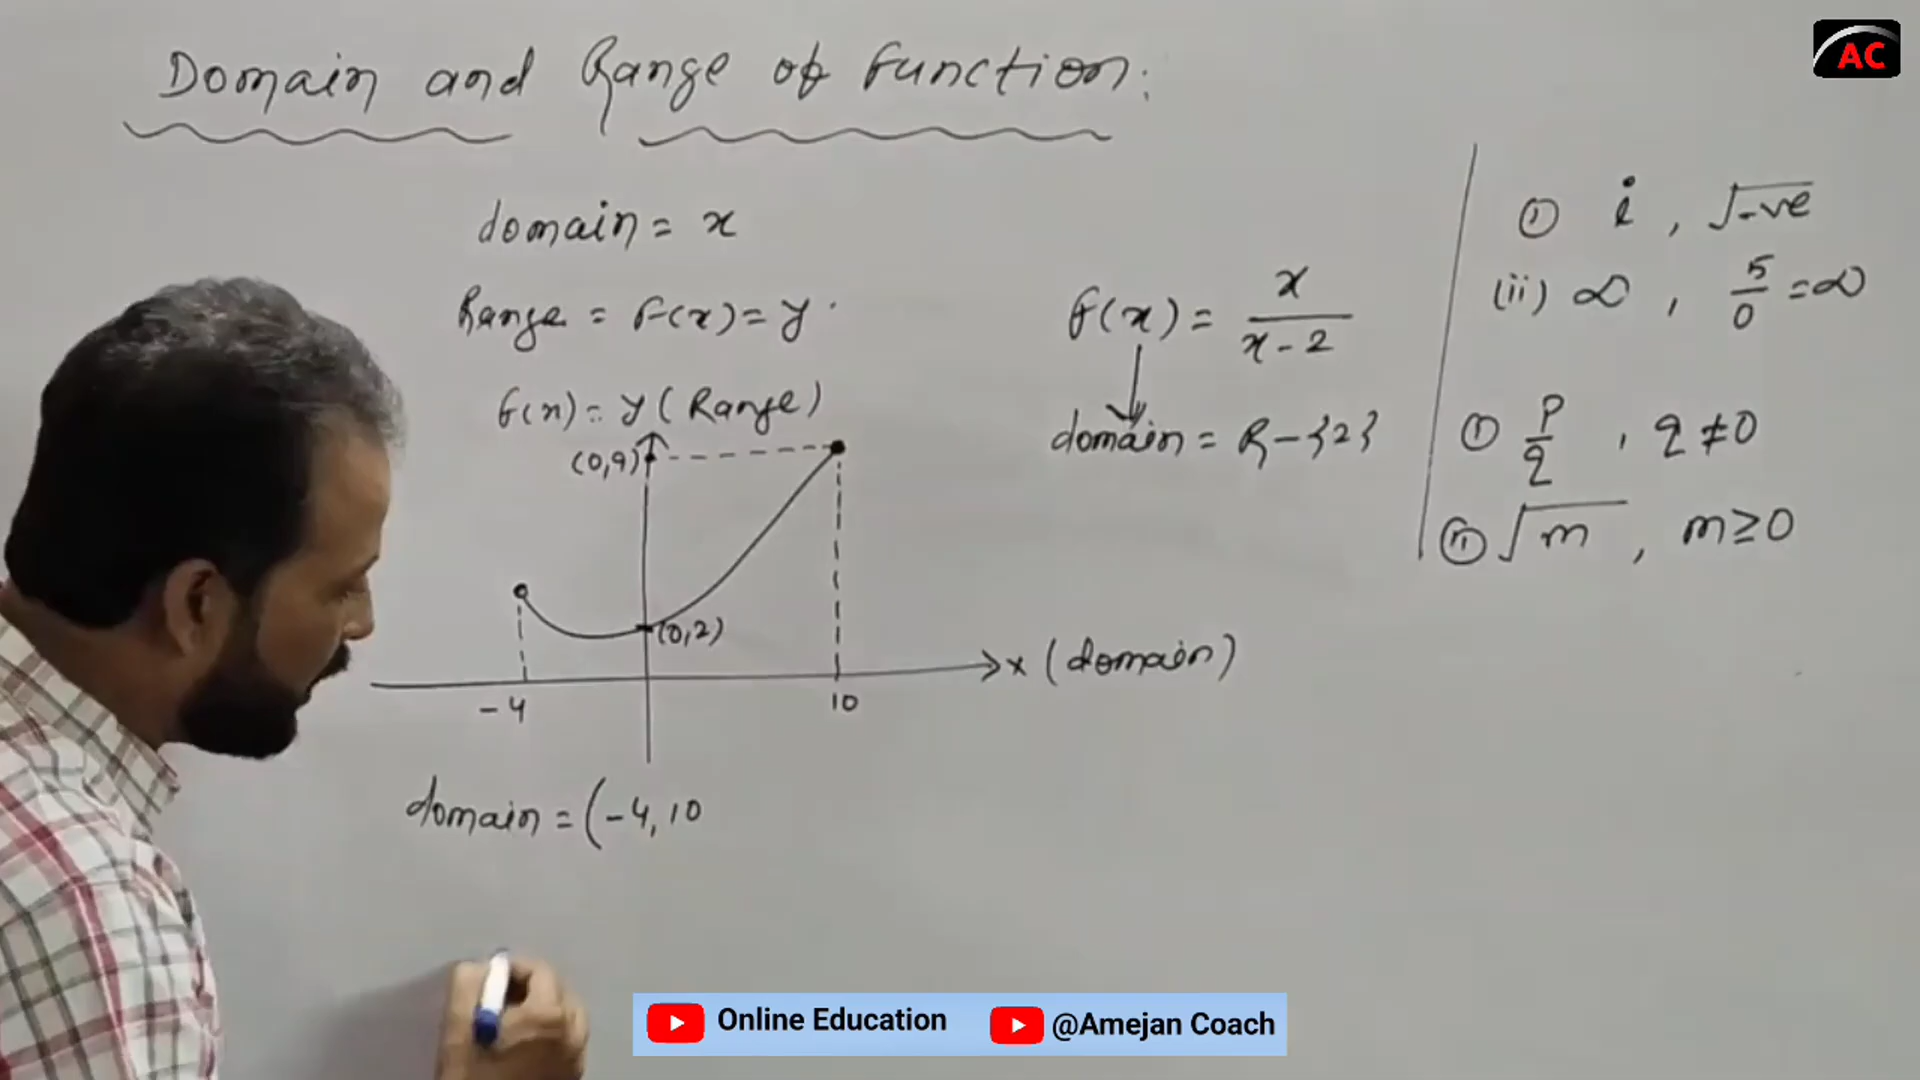 AC
Domain and Range of Function:
domain = x
Range = F(x) = y.
F(x) = y (Range)
(0,9)
(0,2)
x (domain)
-4
10
domain = (-4, 10
f(x) = x / x-2
domain = R-{2}
① i , √-ve
(ii) ∞ , 5/0 = ∞
① p/q , q ≠ 0
ⓘⓘ √m , m ≥ 0
Online Education
@Amejan Coach